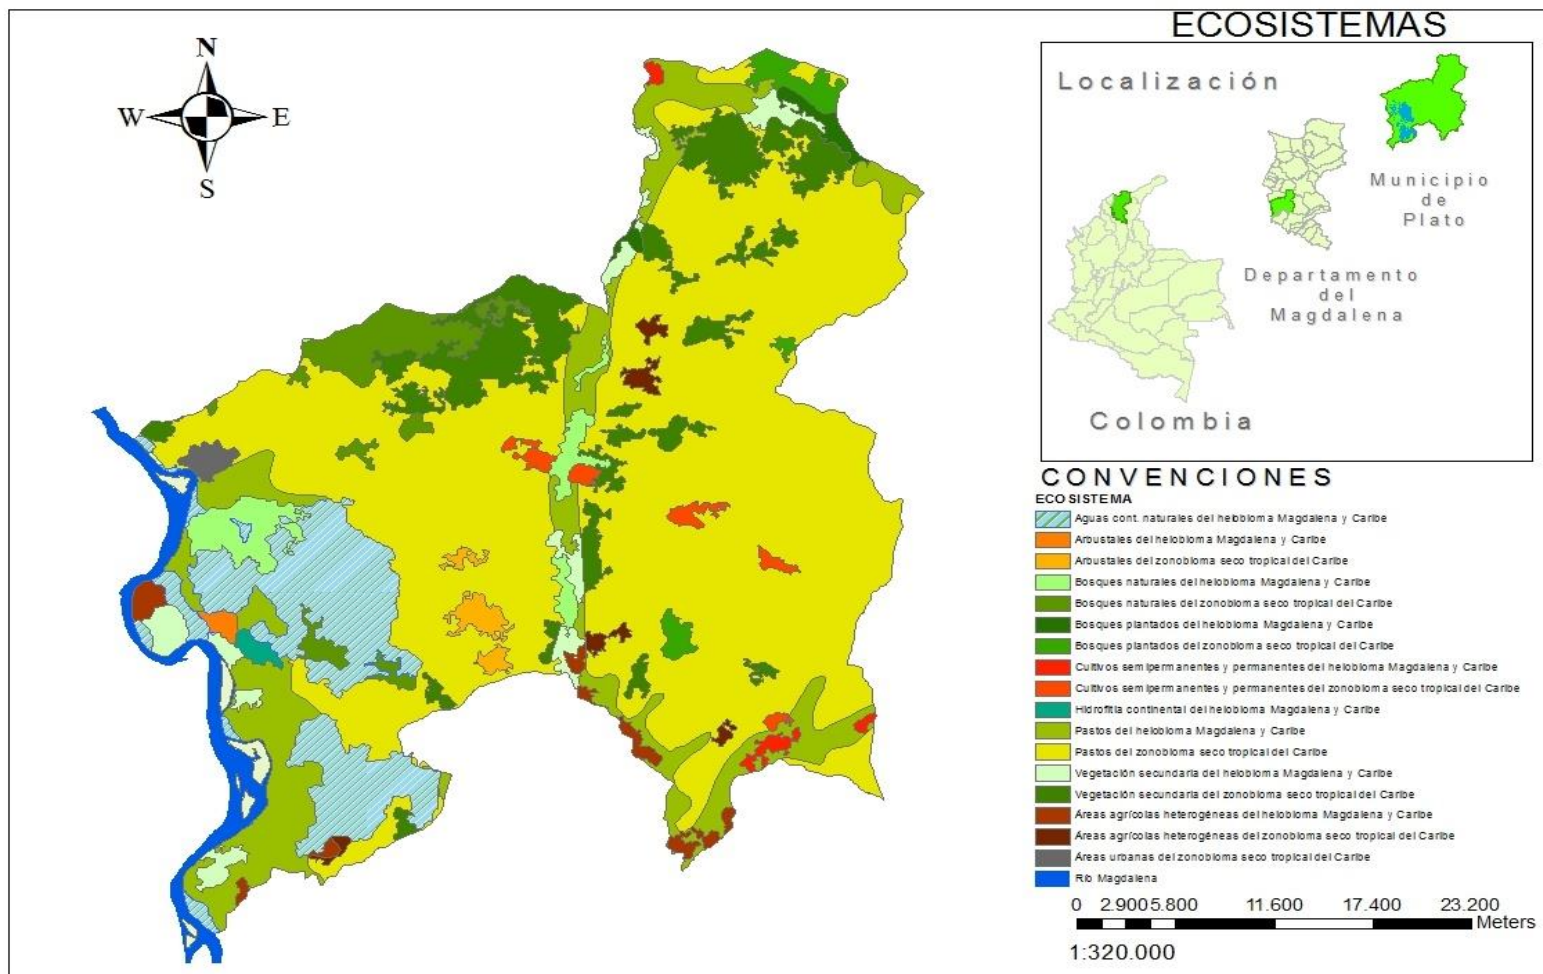 ECOSISTEMAS
N
W
E
S
Localización
Municipio
de
Plato
Departamento
del
Magdalena
Colombia
CONVENCIONES
ECOSISTEMA
Aguas cont. naturales del helobioma Magdalena y Caribe
Arbustales del helobioma Magdalena y Caribe
Arbustales del zonobioma seco tropical del Caribe
Bosques naturales del helobioma Magdalena y Caribe
Bosques naturales del zonobioma seco tropical del Caribe
Bosques plantados del helobioma Magdalena y Caribe
Bosques plantados del zonobioma seco tropical del Caribe
Cultivos semipermanentes y permanentes del helobioma Magdalena y Caribe
Cultivos semipermanentes y permanentes del zonobioma seco tropical del Caribe
Hidrofitia continental del helobioma Magdalena y Caribe
Pastos del helobioma Magdalena y Caribe
Pastos del zonobioma seco tropical del Caribe
Vegetación secundaria del helobioma Magdalena y Caribe
Vegetación secundaria del zonobioma seco tropical del Caribe
Áreas agrícolas heterogéneas del helobioma Magdalena y Caribe
Áreas agrícolas heterogéneas del zonobioma seco tropical del Caribe
Áreas urbanas del zonobioma seco tropical del Caribe
Río Magdalena
0 2.900 5.800 11.600 17.400 23.200
Meters
1:320.000